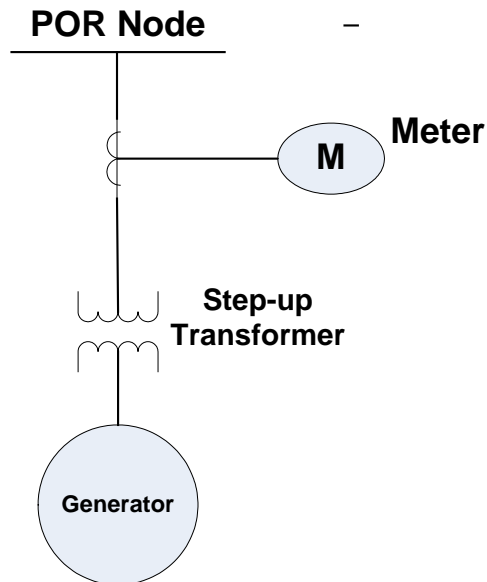 POR Node –
Meter
M
Step-up
Transformer
Generator